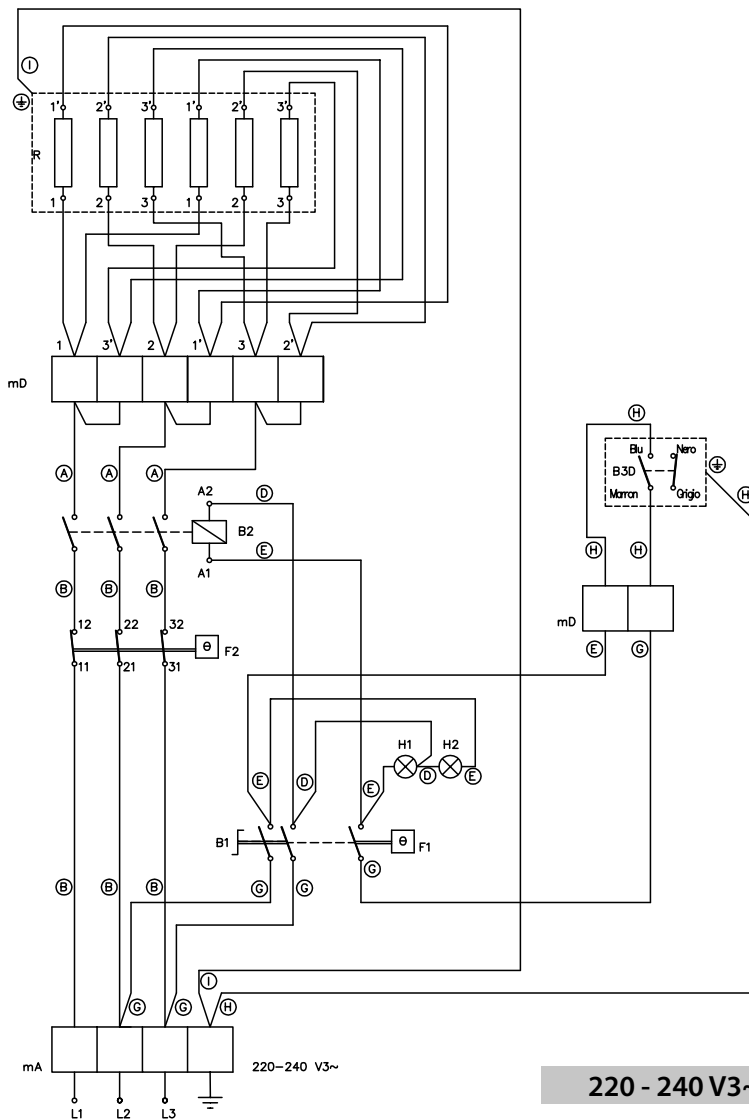 I
1' 2' 3' 1' 2' 3'
R
1 2 3 1 2 3
1 3' 2 1' 3 2'
mD
H
Blu Nero
B3D
Marron Grigio
H
A A A
A2 D
B2
E
A1
H H
B B B
mD
12 22 32
θ F2
11 21 31
E G
H1 H2
D E
E D E
B1
θ F1
G
G G
B B B
I
G G H
mA
220-240 V3~
L1 L2 L3
220 - 240 V3~